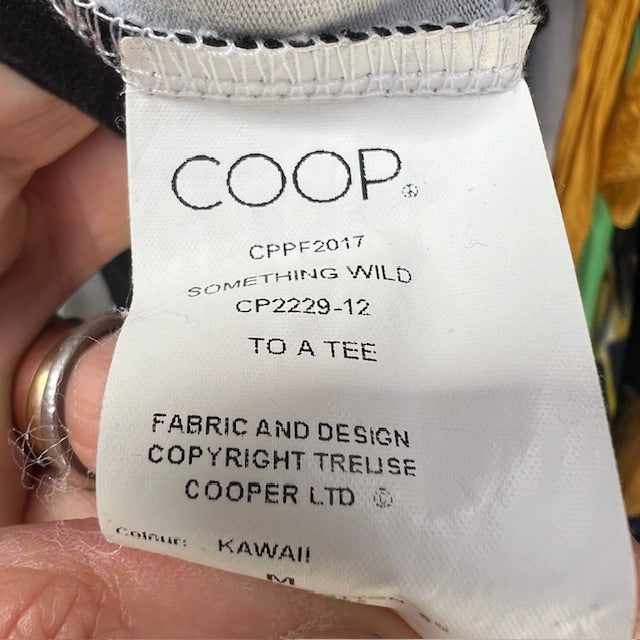 COOP
CPPF2017
SOMETHING WILD
CP2229-12
TO A TEE
FABRIC AND DESIGN
COPYRIGHT TRELISE
COOPER LTD
Colour: KAWAII
M